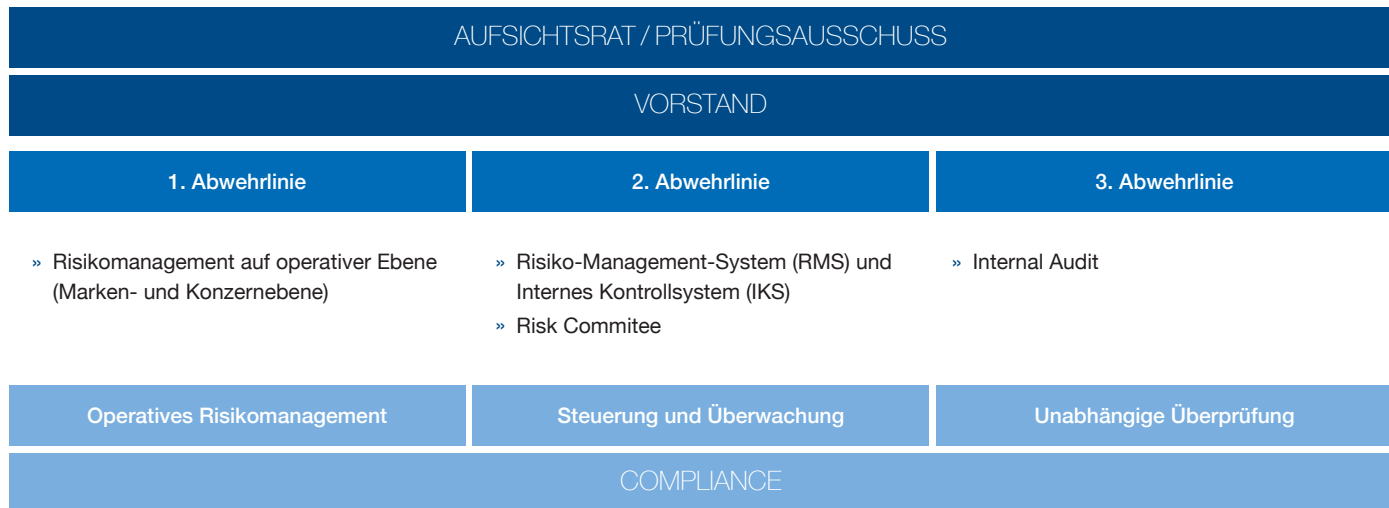 AUFSICHTSRAT / PRÜFUNGSAUSSCHUSS
VORSTAND
1. Abwehrlinie
2. Abwehrlinie
3. Abwehrlinie
» Risikomanagement auf operativer Ebene
(Marken- und Konzernebene)
» Risiko-Management-System (RMS) und
Internes Kontrollsystem (IKS)
» Risk Commitee
» Internal Audit
Operatives Risikomanagement
Steuerung und Überwachung
Unabhängige Überprüfung
COMPLIANCE